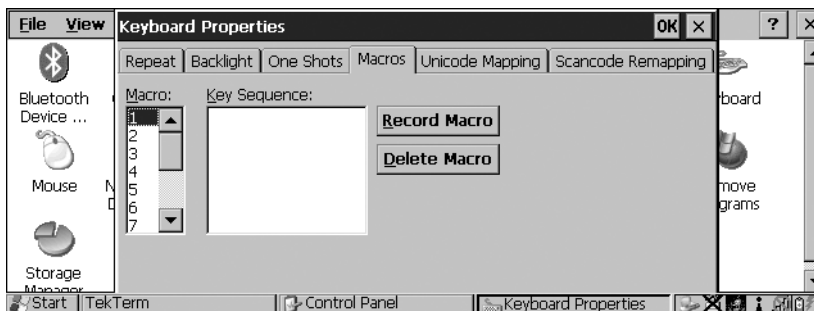 File View
Keyboard Properties
OK
?
Repeat Backlight One Shots Macros Unicode Mapping Scancode Remapping
Bluetooth
Device ...
Macro:
Key Sequence:
1
2
3
4
5
6
7
Record Macro
Delete Macro
board
Mouse
N
move
grams
Storage
Manager
Start TekTerm Control Panel Keyboard Properties